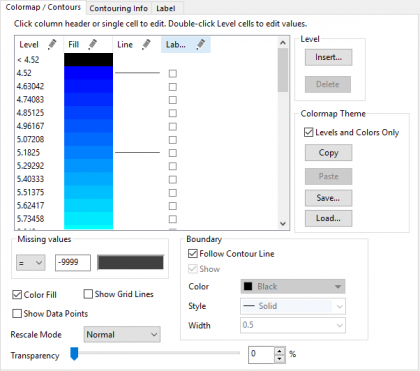 Colormap / Contours Contouring Info Label
Click column header or single cell to edit. Double-click Level cells to edit values.
Level Fill Line Lab...
< 4.52
4.52
4.63042
4.74083
4.85125
4.96167
5.07208
5.1825
5.29292
5.40333
5.51375
5.62417
5.73458
Level
Insert...
Delete
Colormap Theme
Levels and Colors Only
Copy
Paste
Save...
Load...
Missing values
= -9999
Color Fill Show Grid Lines
Show Data Points
Rescale Mode Normal
Transparency 0 %
Boundary
Follow Contour Line
Show
Color Black
Style Solid
Width 0.5